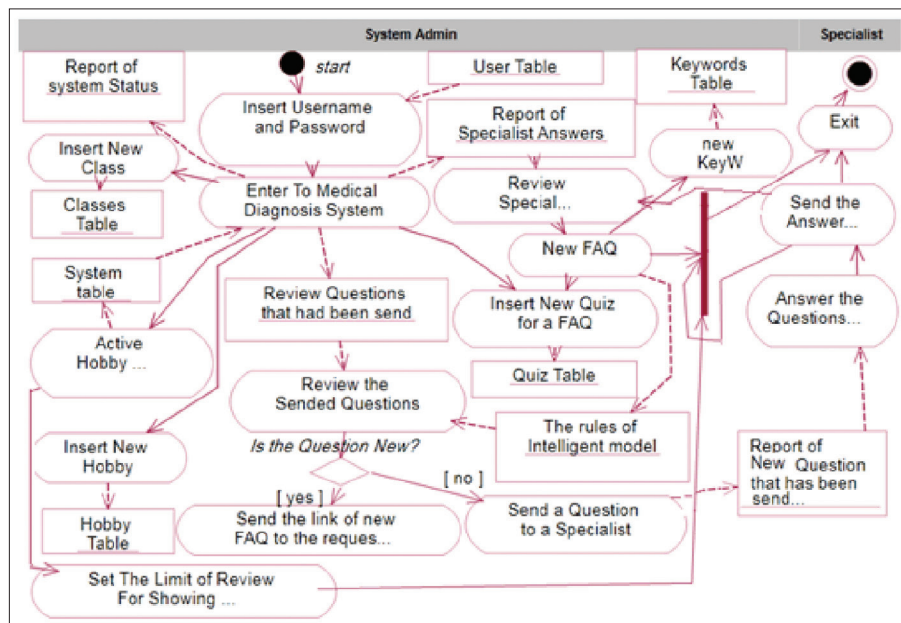 System Admin
Specialist
Report of
system Status
start
User Table
Keywords
Table
Insert Username
and Password
Report of
Specialist Answers
Exit
Insert New
Class
new
KeyW
Enter To Medical
Diagnosis System
Review
Special...
Send the
Answer...
Classes
Table
New FAQ
System
table
Review Questions
that had been send
Insert New Quiz
for a FAQ
Answer the
Questions...
Active
Hobby ...
Quiz Table
Review the
Sended Questions
The rules of
Intelligent model
Insert New
Hobby
Is the Question New?
Report of
New Question
that has been
send...
[ yes ]
[ no ]
Send the link of new
FAQ to the reques...
Send a Question
to a Specialist
Hobby
Table
Set The Limit of Review
For Showing ...